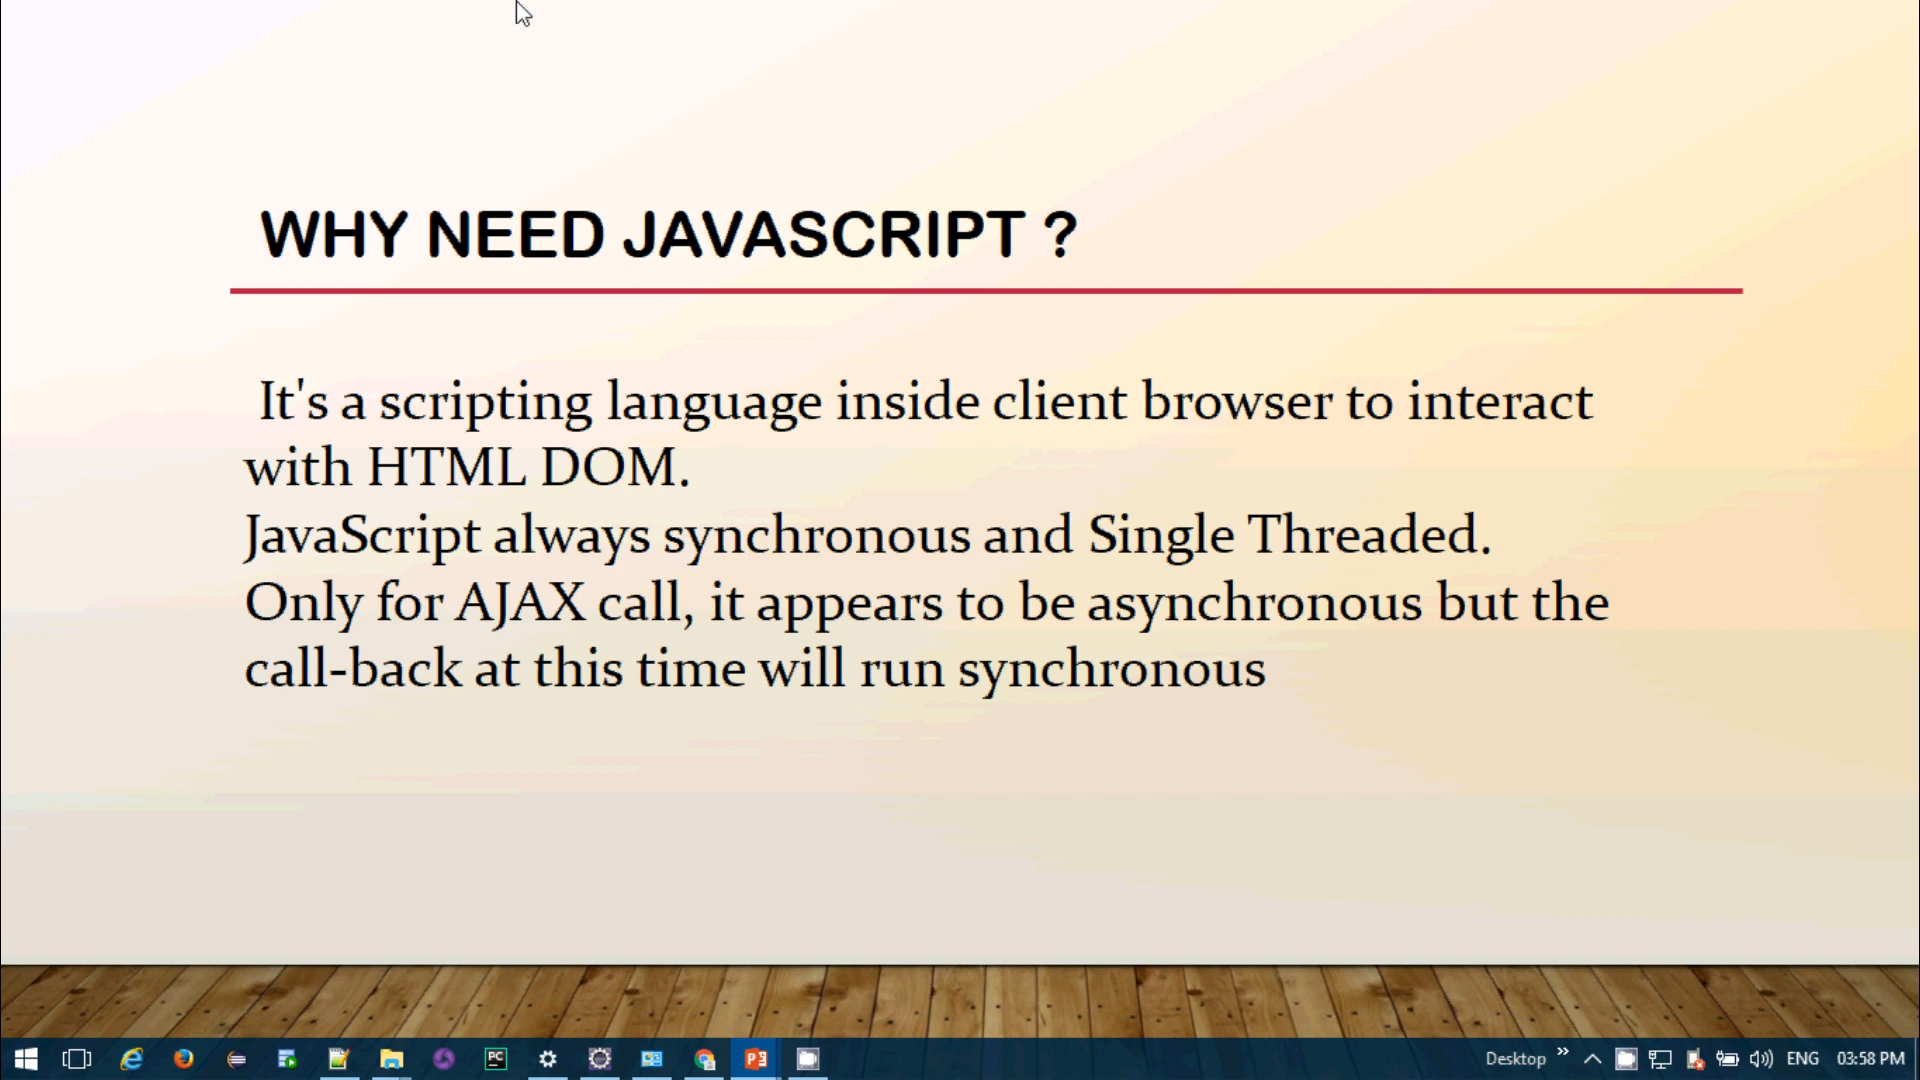 WHY NEED JAVASCRIPT ?
It's a scripting language inside client browser to interact
with HTML DOM.
JavaScript always synchronous and Single Threaded.
Only for AJAX call, it appears to be asynchronous but the
call-back at this time will run synchronous
PC
P3
Desktop
ENG
03:58 PM